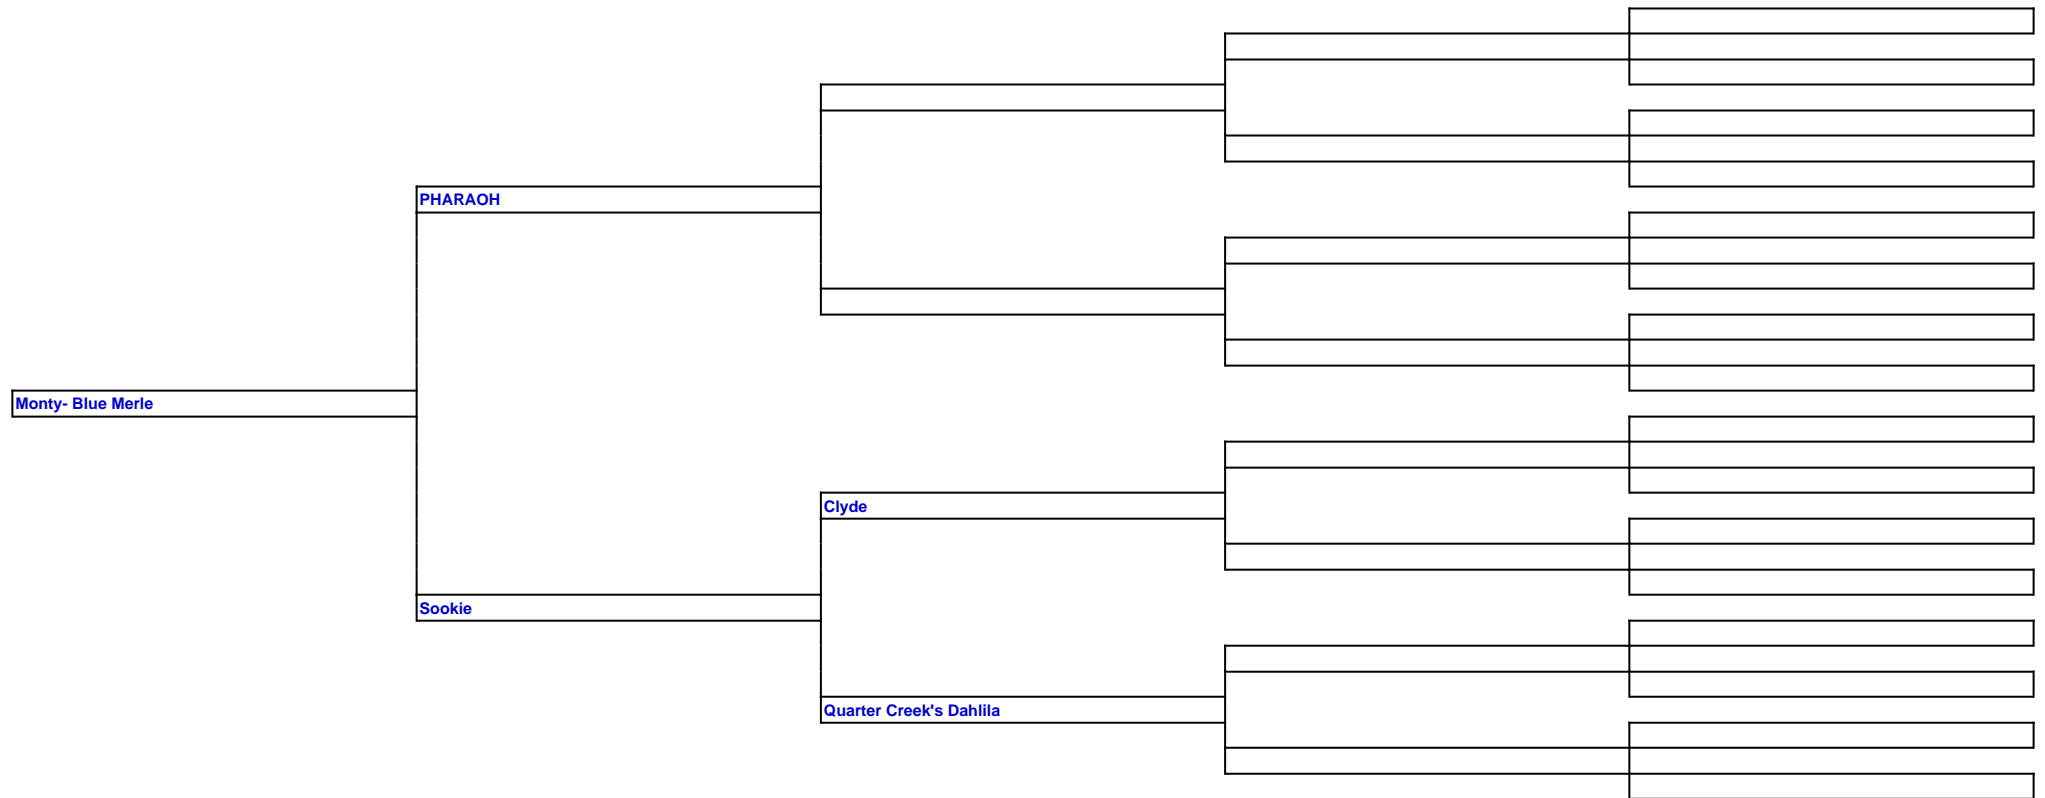 PHARAOH
Monty- Blue Merle
Clyde
Sookie
Quarter Creek's Dahlila